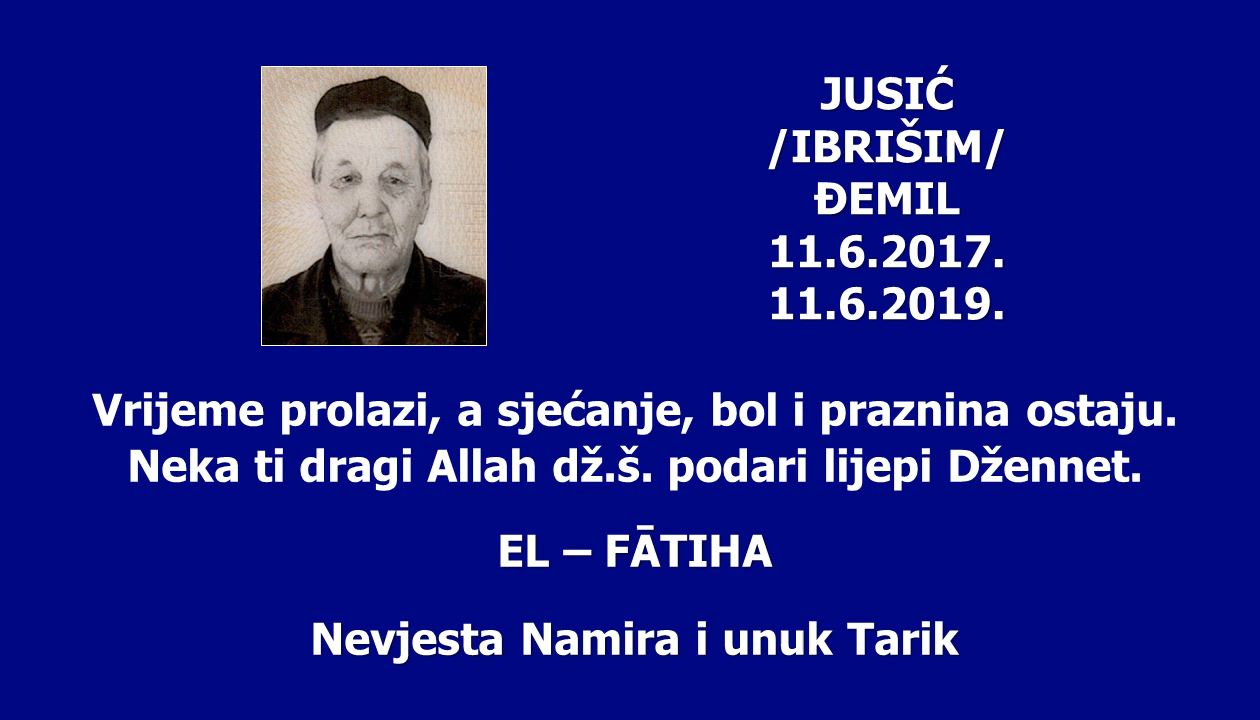 JUSIĆ
/IBRIŠIM/
ĐEMIL
11.6.2017.
11.6.2019.
Vrijeme prolazi, a sjećanje, bol i praznina ostaju.
Neka ti dragi Allah dž.š. podari lijepi Džennet.
EL – FĀTIHA
Nevjesta Namira i unuk Tarik